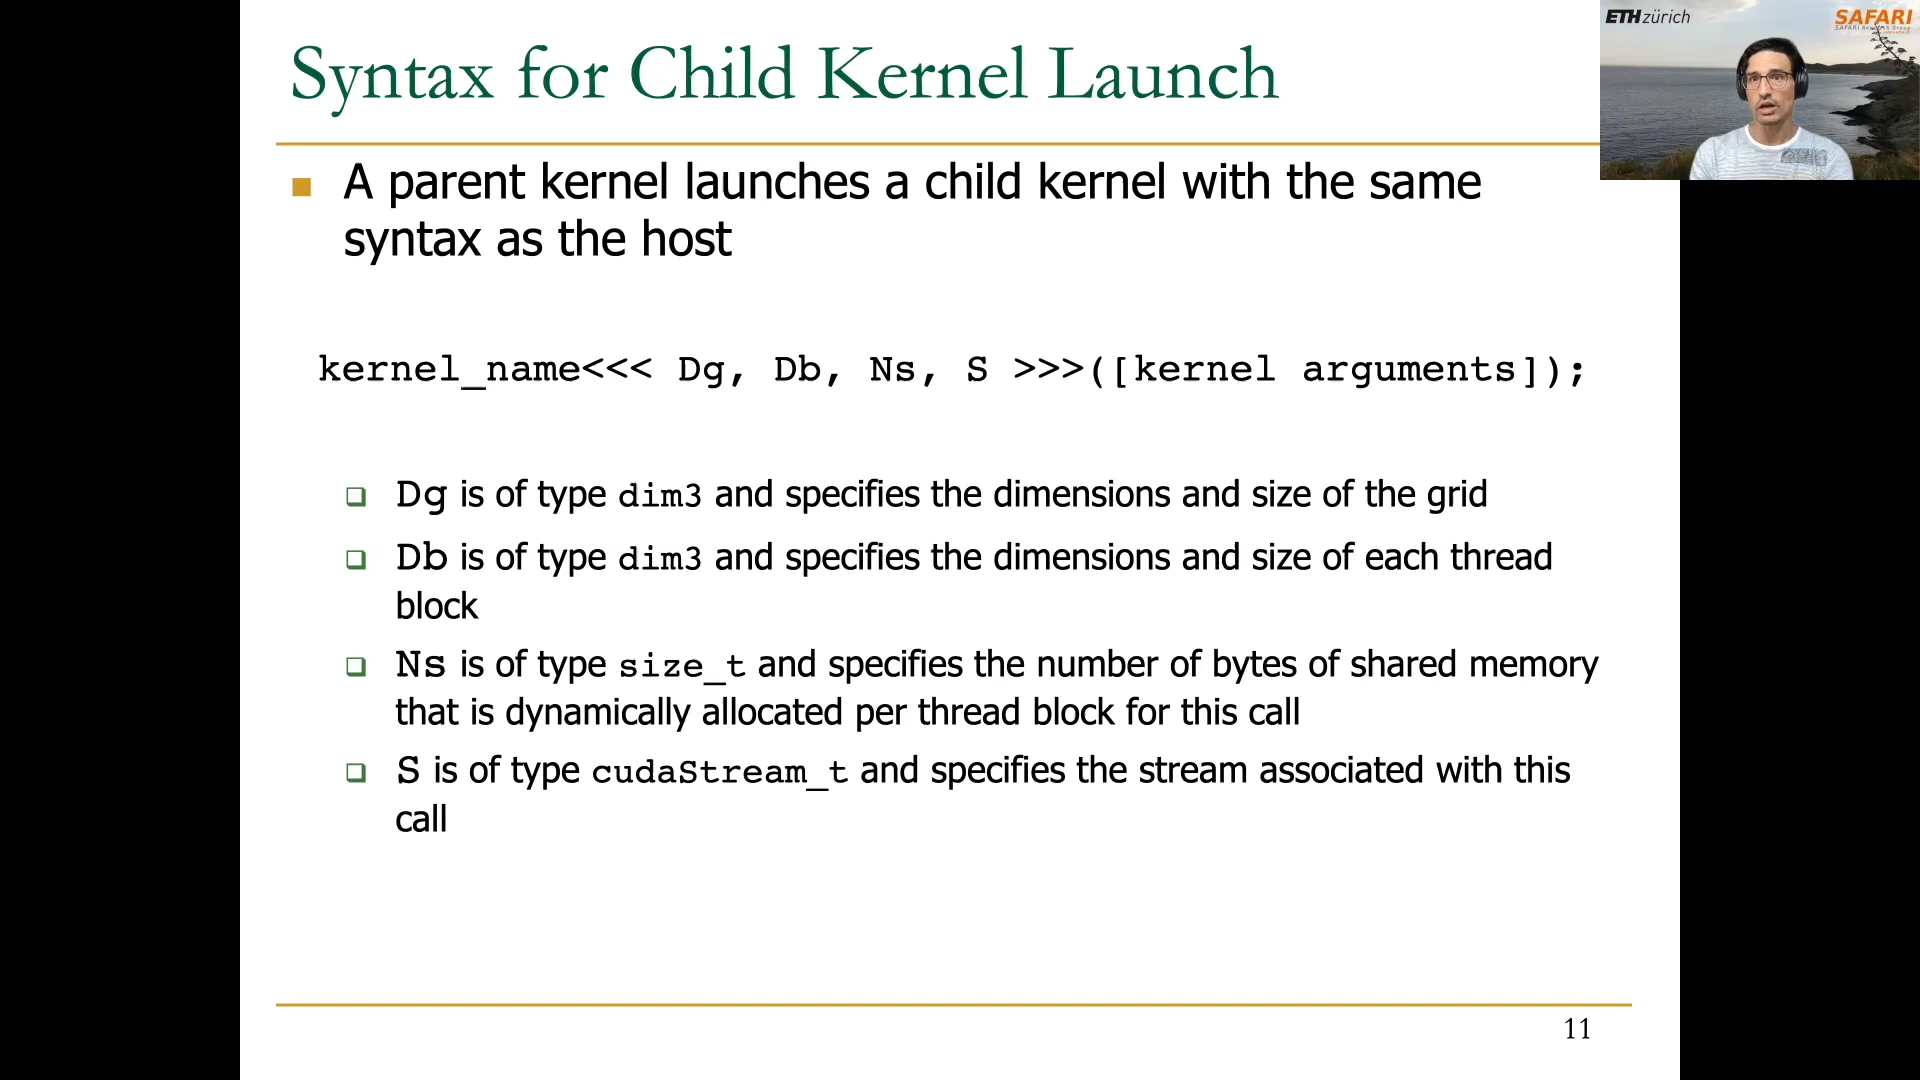 Syntax for Child Kernel Launch
ETH zürich
SAFARI
SAFARI Research Group
A parent kernel launches a child kernel with the same
syntax as the host
kernel_name<<< Dg, Db, Ns, S >>>([kernel arguments]);
Dg is of type dim3 and specifies the dimensions and size of the grid
Db is of type dim3 and specifies the dimensions and size of each thread
block
Ns is of type size_t and specifies the number of bytes of shared memory
that is dynamically allocated per thread block for this call
S is of type cudaStream_t and specifies the stream associated with this
call
11